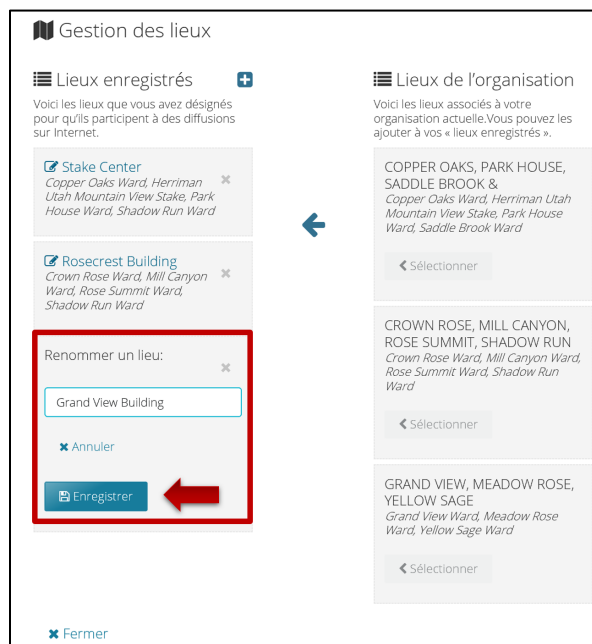 Gestion des lieux
Lieux enregistrés
Voici les lieux que vous avez désignés
pour qu'ils participent à des diffusions
sur Internet.
Stake Center
Copper Oaks Ward, Herriman
Utah Mountain View Stake, Park
House Ward, Shadow Run Ward
Rosecrest Building
Crown Rose Ward, Mill Canyon
Ward, Rose Summit Ward,
Shadow Run Ward
Renommer un lieu:
Grand View Building
Annuler
Enregistrer
Fermer
Lieux de l'organisation
Voici les lieux associés à votre
organisation actuelle.Vous pouvez les
ajouter à vos « lieux enregistrés ».
COPPER OAKS, PARK HOUSE,
SADDLE BROOK &
Copper Oaks Ward, Herriman Utah
Mountain View Stake, Park House
Ward, Saddle Brook Ward
Sélectionner
CROWN ROSE, MILL CANYON,
ROSE SUMMIT, SHADOW RUN
Crown Rose Ward, Mill Canyon Ward,
Rose Summit Ward, Shadow Run
Ward
Sélectionner
GRAND VIEW, MEADOW ROSE,
YELLOW SAGE
Grand View Ward, Meadow Rose
Ward, Yellow Sage Ward
Sélectionner